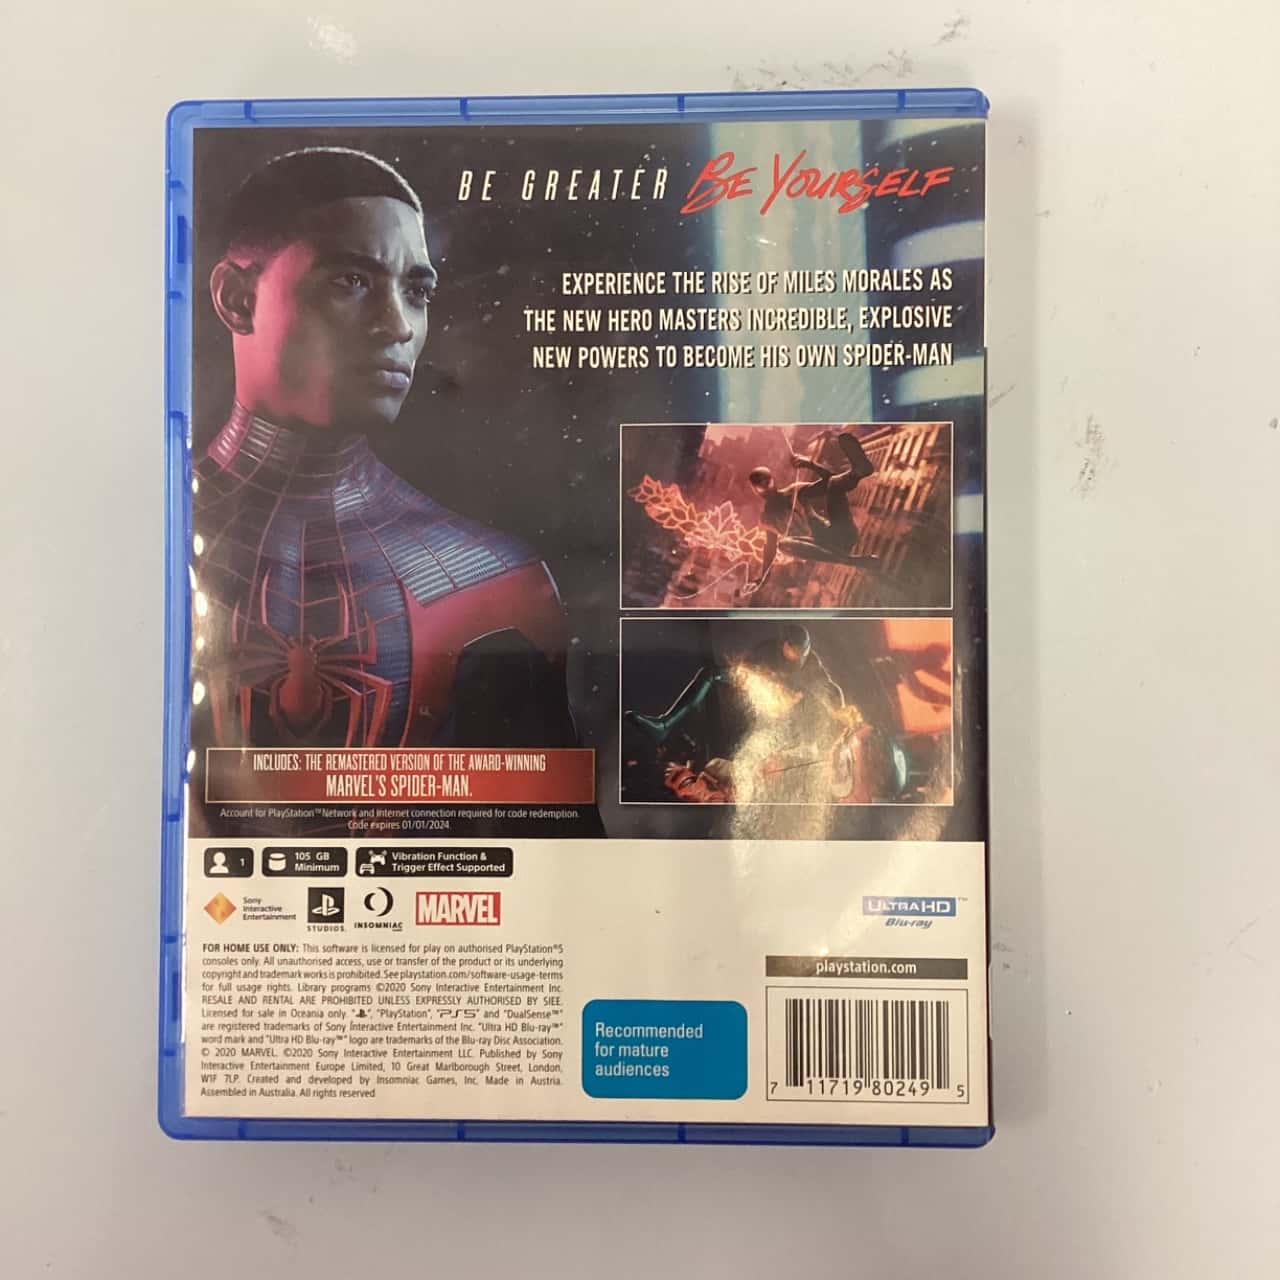 BE GREATER BE YOURSELF
EXPERIENCE THE RISE OF MILES MORALES AS
THE NEW HERO MASTERS INCREDIBLE, EXPLOSIVE
NEW POWERS TO BECOME HIS OWN SPIDER-MAN
INCLUDES: THE REMASTERED VERSION OF THE AWARD-WINNING
MARVEL'S SPIDER-MAN.
Account for PlayStation™Network and Internet connection required for code redemption.
Code expires 01/01/2024.
1
105 GB
Minimum
Vibration Function &
Trigger Effect Supported
Sony
Interactive
Entertainment
STUDIOS
INSOMNIAC
MARVEL
ULTRA HD™
Blu-ray
FOR HOME USE ONLY: This software is licensed for play on authorised PlayStation®5
consoles only. All unauthorised access, use or transfer of the product or its underlying
copyright and trademark works is prohibited. See playstation.com/software-usage-terms
for full usage rights. Library programs ©2020 Sony Interactive Entertainment Inc.
RESALE AND RENTAL ARE PROHIBITED UNLESS EXPRESSLY AUTHORISED BY SIEE.
Licensed for sale in Oceania only. "", "PlayStation", "PS5" and "DualSense™"
are registered trademarks of Sony Interactive Entertainment Inc. "Ultra HD Blu-ray™"
word mark and "Ultra HD Blu-ray™" logo are trademarks of the Blu-ray Disc Association.
© 2020 MARVEL. ©2020 Sony Interactive Entertainment LLC. Published by Sony
Interactive Entertainment Europe Limited, 10 Great Marlborough Street, London,
W1F 7LP. Created and developed by Insomniac Games, Inc. Made in Austria.
Assembled in Australia. All rights reserved
Recommended
for mature
audiences
playstation.com
7 11719 80249 5